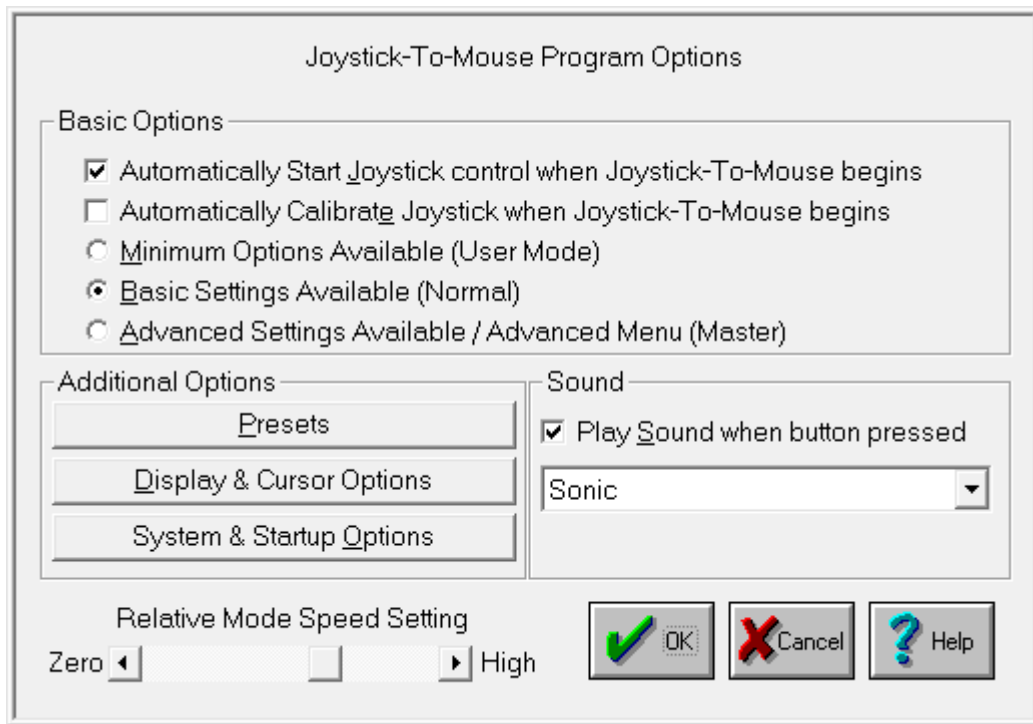 Joystick-To-Mouse Program Options
Basic Options
Automatically Start Joystick control when Joystick-To-Mouse begins
Automatically Calibrate Joystick when Joystick-To-Mouse begins
Minimum Options Available (User Mode)
Basic Settings Available (Normal)
Advanced Settings Available / Advanced Menu (Master)
Additional Options
Presets
Display & Cursor Options
System & Startup Options
Sound
Play Sound when button pressed
Sonic
Relative Mode Speed Setting
Zero High
OK Cancel Help